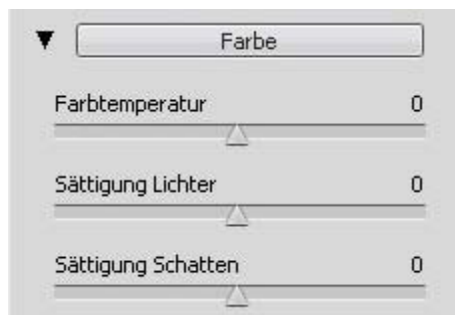 Farbe
Farbtemperatur 0
Sättigung Lichter 0
Sättigung Schatten 0